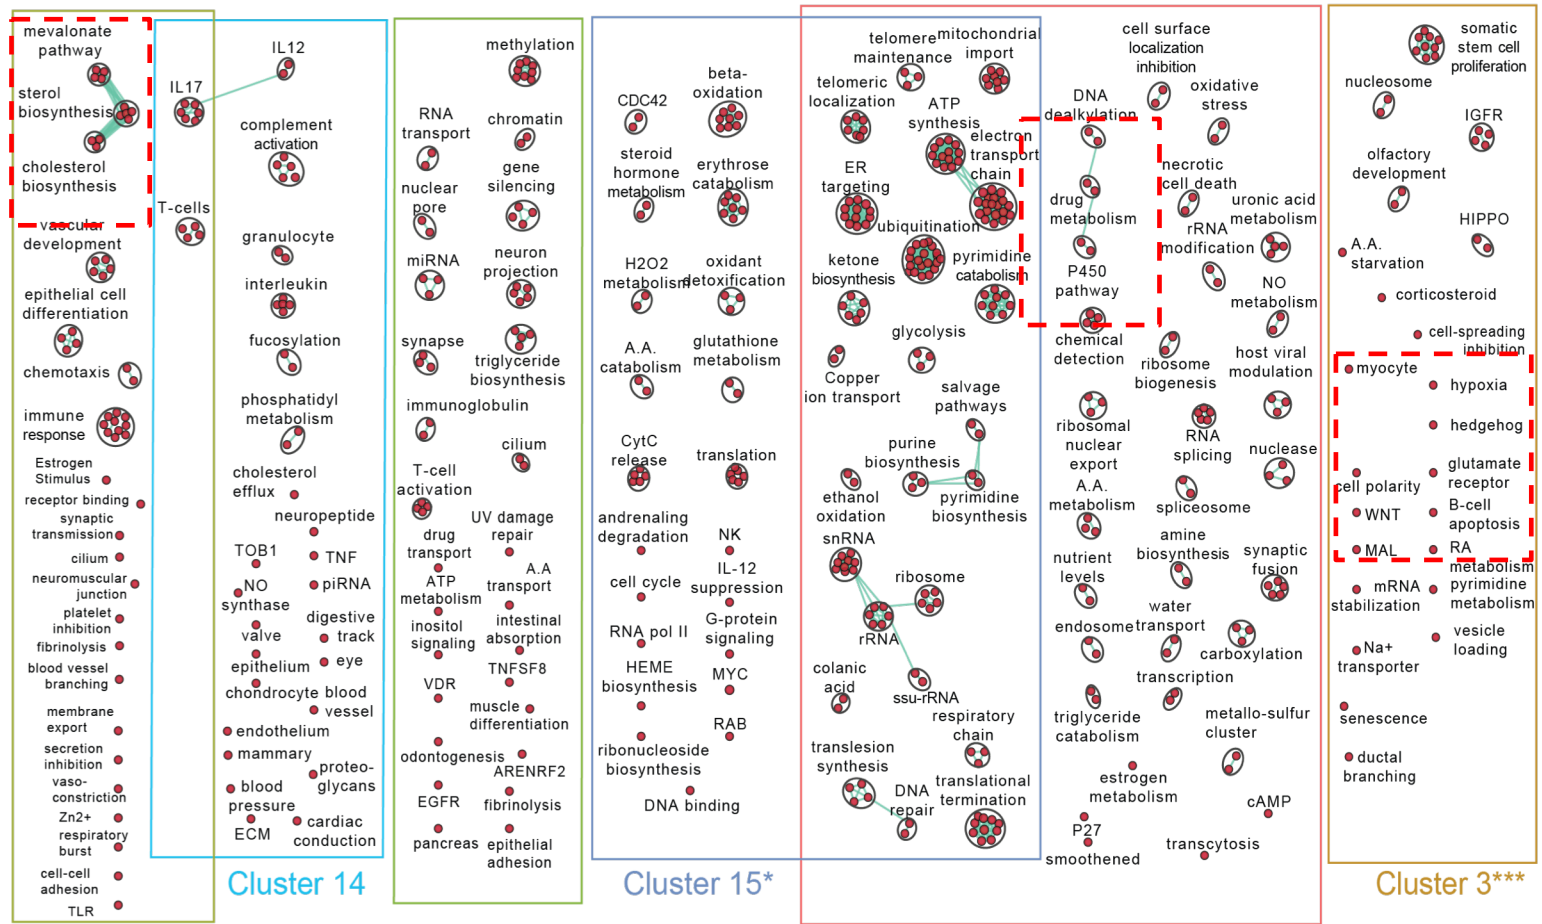 mevalonate
pathway
sterol
biosynthesis
cholesterol
biosynthesis
vascular
development
epithelial cell
differentiation
chemotaxis
immune
response
Estrogen
Stimulus
receptor binding
synaptic
transmission
cilium
neuromuscular
junction
platelet
inhibition
fibrinolysis
blood vessel
branching
membrane
export
secretion
inhibition
vaso-
constriction
Zn2+
respiratory
burst
cell-cell
adhesion
TLR
IL12
IL17
complement
activation
T-cells
granulocyte
interleukin
fucosylation
phosphatidyl
metabolism
cholesterol
efflux
neuropeptide
TOB1
TNF
NO
synthase
piRNA
digestive
track
valve
epithelium
eye
chondrocyte
blood
vessel
endothelium
mammary
proteo-
glycans
blood
pressure
ECM
cardiac
conduction
Cluster 14
methylation
RNA
transport
chromatin
gene
silencing
nuclear
pore
miRNA
neuron
projection
synapse
triglyceride
biosynthesis
immunoglobulin
cilium
T-cell
activation
UV damage
repair
drug
transport
A.A
transport
ATP
metabolism
inositol
signaling
intestinal
absorption
TNFSF8
VDR
muscle
differentiation
odontogenesis
ARENRF2
EGFR
fibrinolysis
pancreas
epithelial
adhesion
beta-
oxidation
CDC42
steroid
hormone
metabolism
erythrose
catabolism
H2O2
metabolism
oxidant
detoxification
A.A.
catabolism
glutathione
metabolism
CytC
release
translation
andrenaling
degradation
NK
cell cycle
IL-12
suppression
RNA pol II
G-protein
signaling
HEME
biosynthesis
MYC
RAB
ribonucleoside
biosynthesis
DNA binding
Cluster 15*
telomere
maintenance
mitochondrial
import
telomeric
localization
ATP
synthesis
electron
transport
chain
ER
targeting
ubiquitination
ketone
biosynthesis
pyrimidine
catabolism
glycolysis
Copper
ion transport
salvage
pathways
purine
biosynthesis
ethanol
oxidation
pyrimidine
biosynthesis
snRNA
ribosome
rRNA
colanic
acid
ssu-rRNA
respiratory
chain
translesion
synthesis
DNA
repair
translational
termination
cell surface
localization
inhibition
DNA
dealkylation
oxidative
stress
necrotic
cell death
drug
metabolism
uronic acid
metabolism
rRNA
modification
P450
pathway
NO
metabolism
chemical
detection
ribosome
biogenesis
host viral
modulation
ribosomal
nuclear
export
RNA
splicing
nuclease
A.A.
metabolism
spliceosome
amine
biosynthesis
nutrient
levels
synaptic
fusion
water
transport
endosome
carboxylation
transcription
triglyceride
catabolism
metallo-sulfur
cluster
estrogen
metabolism
cAMP
P27
smoothened
transcytosis
somatic
stem cell
proliferation
nucleosome
IGFR
olfactory
development
HIPPO
A.A.
starvation
corticosteroid
cell-spreading
inhibition
myocyte
hypoxia
hedgehog
glutamate
receptor
cell polarity
WNT
B-cell
apoptosis
MAL
RA
metabolism
mRNA
stabilization
pyrimidine
metabolism
Na+
transporter
vesicle
loading
senescence
ductal
branching
Cluster 3***